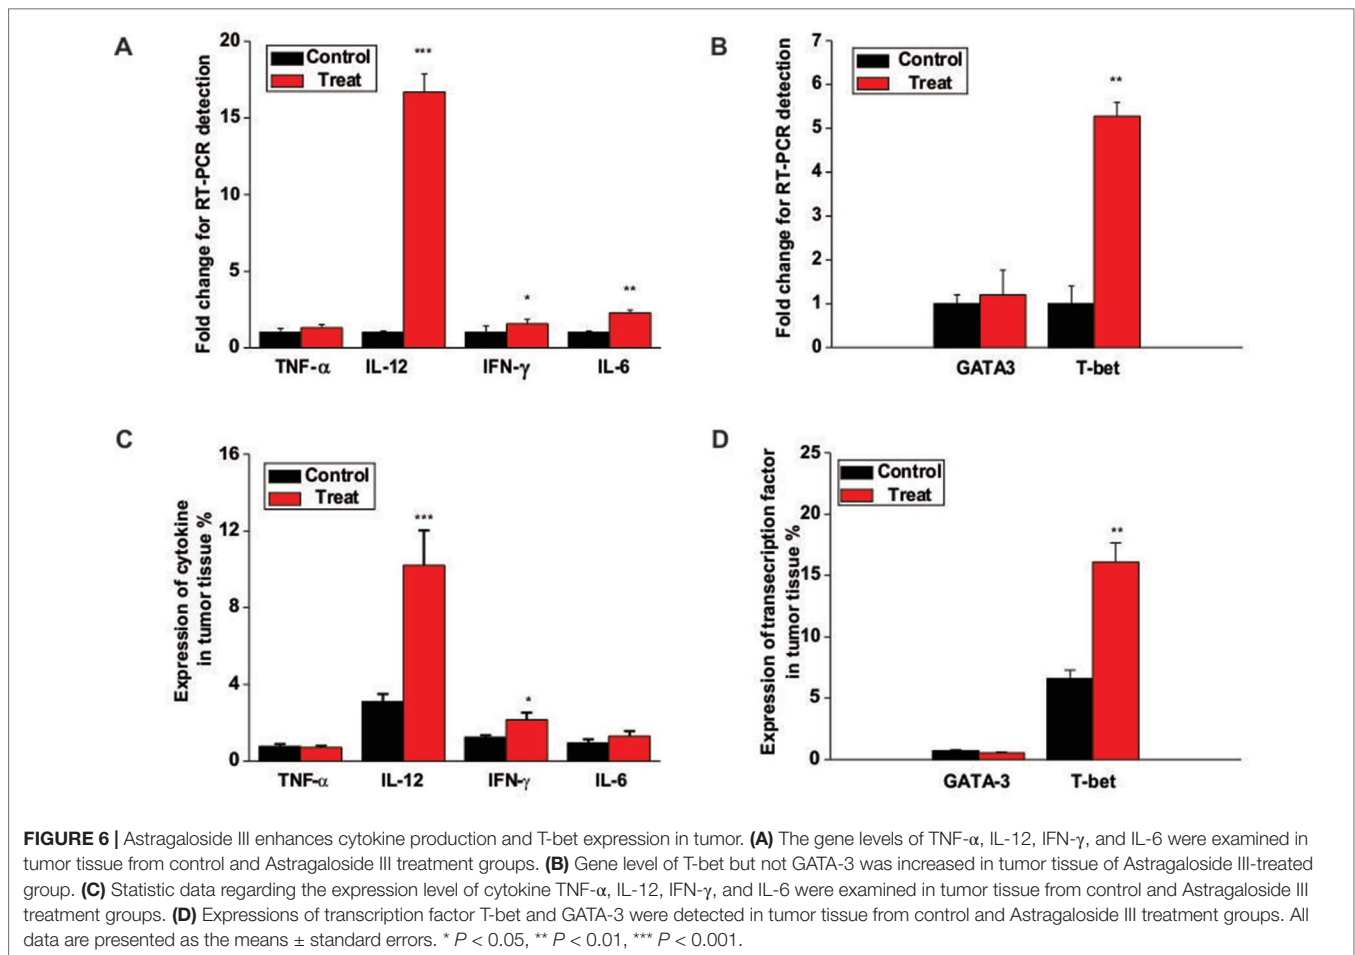 A
Fold change for RT-PCR detection
20
15
10
5
0
Control
Treat
***
*
**
TNF-α IL-12 IFN-γ IL-6
B
Fold change for RT-PCR detection
7
6
5
4
3
2
1
0
Control
Treat
**
GATA3 T-bet
C
Expression of cytokine
in tumor tissue %
16
12
8
4
0
Control
Treat
***
*
TNF-α IL-12 IFN-γ IL-6
D
Expression of transecription factor
in tumor tissue %
25
20
15
10
5
0
Control
Treat
**
GATA-3 T-bet
FIGURE 6 | Astragaloside III enhances cytokine production and T-bet expression in tumor. (A) The gene levels of TNF-α, IL-12, IFN-γ, and IL-6 were examined in
tumor tissue from control and Astragaloside III treatment groups. (B) Gene level of T-bet but not GATA-3 was increased in tumor tissue of Astragaloside III-treated
group. (C) Statistic data regarding the expression level of cytokine TNF-α, IL-12, IFN-γ, and IL-6 were examined in tumor tissue from control and Astragaloside III
treatment groups. (D) Expressions of transcription factor T-bet and GATA-3 were detected in tumor tissue from control and Astragaloside III treatment groups. All
data are presented as the means ± standard errors. * P < 0.05, ** P < 0.01, *** P < 0.001.